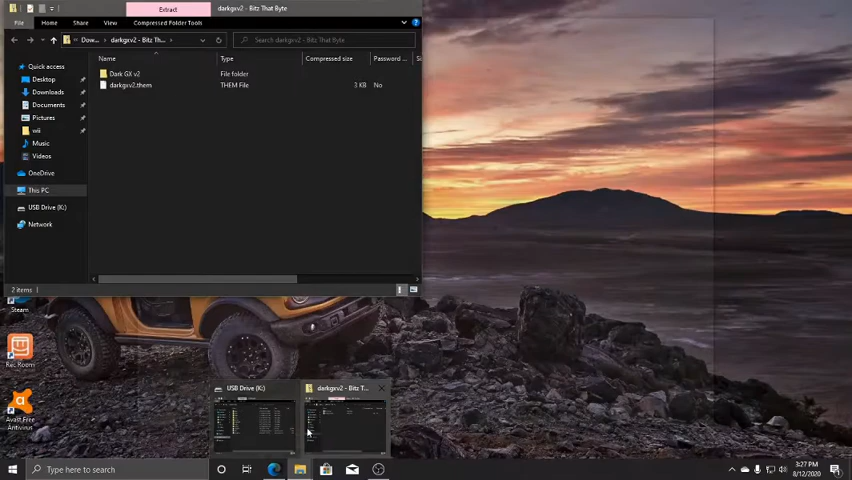 Extract
darkgxv2 - Bitz That Byte
File
Home
Share
View
Compressed Folder Tools
Dow...
darkgxv2 - Bitz Th...
Search darkgxv2 - Bitz That Byte
Name
Type
Compressed size
Password ...
Quick access
Desktop
Downloads
Documents
Pictures
wii
Music
Videos
OneDrive
This PC
USB Drive (K:)
Network
Dark GX v2
File folder
darkgxv2.them
THEM File
3 KB
No
2 items
Steam
Rec Room
Avast Free
Antivirus
USB Drive (K:)
darkgxv2 - Bitz T...
Type here to search
3:27 PM
8/12/2020